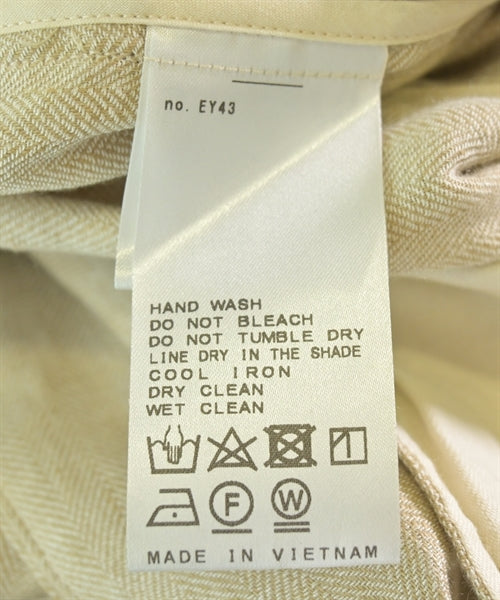 no. EY43
HAND WASH
DO NOT BLEACH
DO NOT TUMBLE DRY
LINE DRY IN THE SHADE
COOL IRON
DRY CLEAN
WET CLEAN
F W
MADE IN VIETNAM